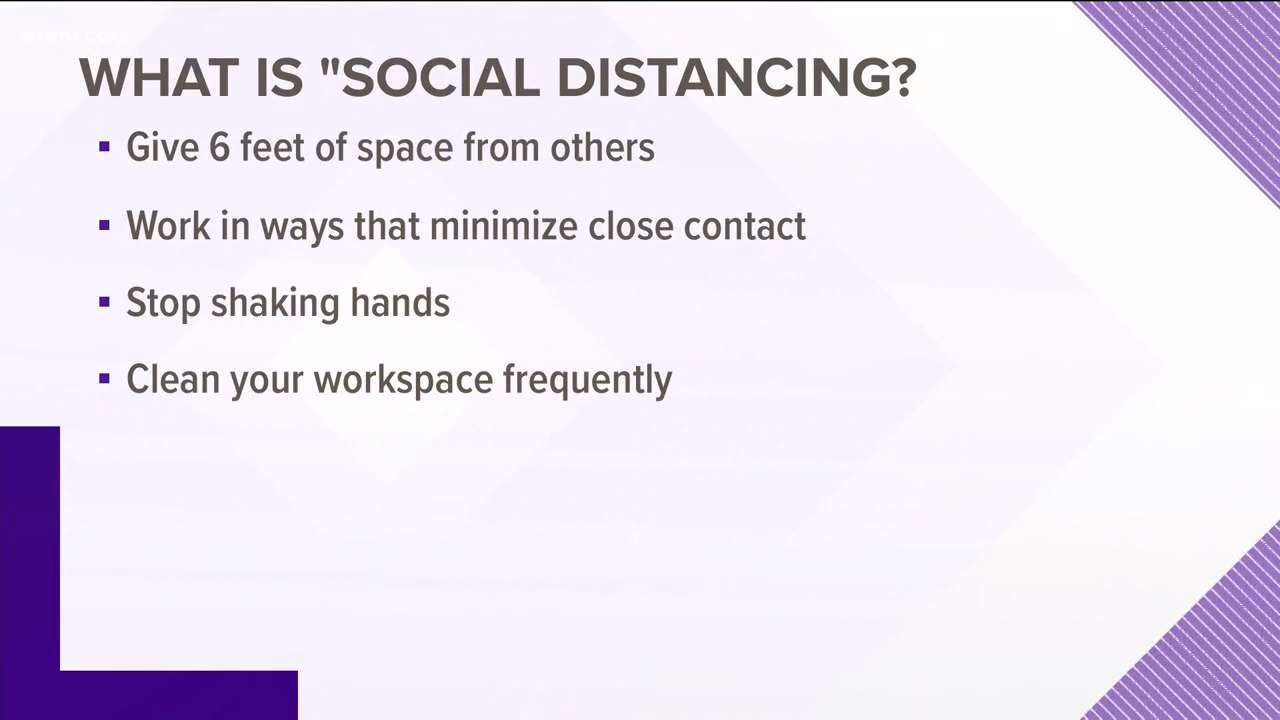 WHAT IS "SOCIAL DISTANCING?
▪ Give 6 feet of space from others
▪ Work in ways that minimize close contact
▪ Stop shaking hands
▪ Clean your workspace frequently